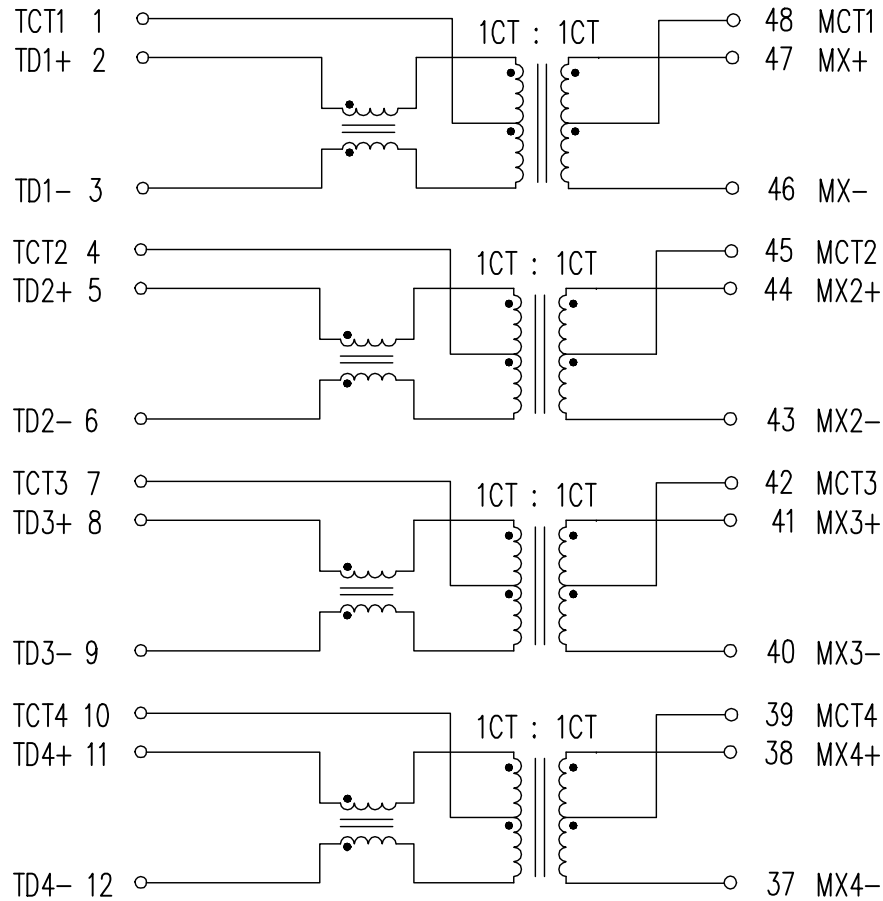 TCT1 1 1CT : 1CT 48 MCT1
TD1+ 2 47 MX+
TD1− 3 46 MX−
TCT2 4 1CT : 1CT 45 MCT2
TD2+ 5 44 MX2+
TD2− 6 43 MX2−
TCT3 7 1CT : 1CT 42 MCT3
TD3+ 8 41 MX3+
TD3− 9 40 MX3−
TCT4 10 1CT : 1CT 39 MCT4
TD4+ 11 38 MX4+
TD4− 12 37 MX4−